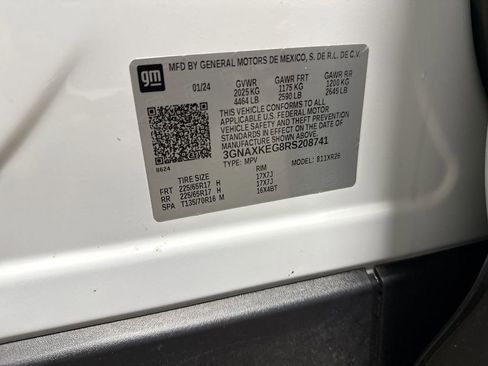 gm
MFD BY GENERAL MOTORS DE MEXICO, S. DE R.L. DE C.V.
01/24 GVWR GAWR FRT GAWR RR
2025 KG 1175 KG 1200 KG
4464 LB 2590 LB 2645 LB
THIS VEHICLE CONFORMS TO ALL
APPLICABLE U.S. FEDERAL MOTOR
VEHICLE SAFETY, BUMPER, AND THEFT
PREVENTION STANDARDS IN EFFECT
ON THE DATE OF
MANUFACTURE SHOWN ABOVE.
3GNAXKEG8RS208741
8624 TYPE: MPV MODEL: 811XR26
TIRE SIZE RIM
FRT 225/65R17 H 17X7J
RR 225/65R17 H 17X7J
SPA T135/70R16 M 16X4BT